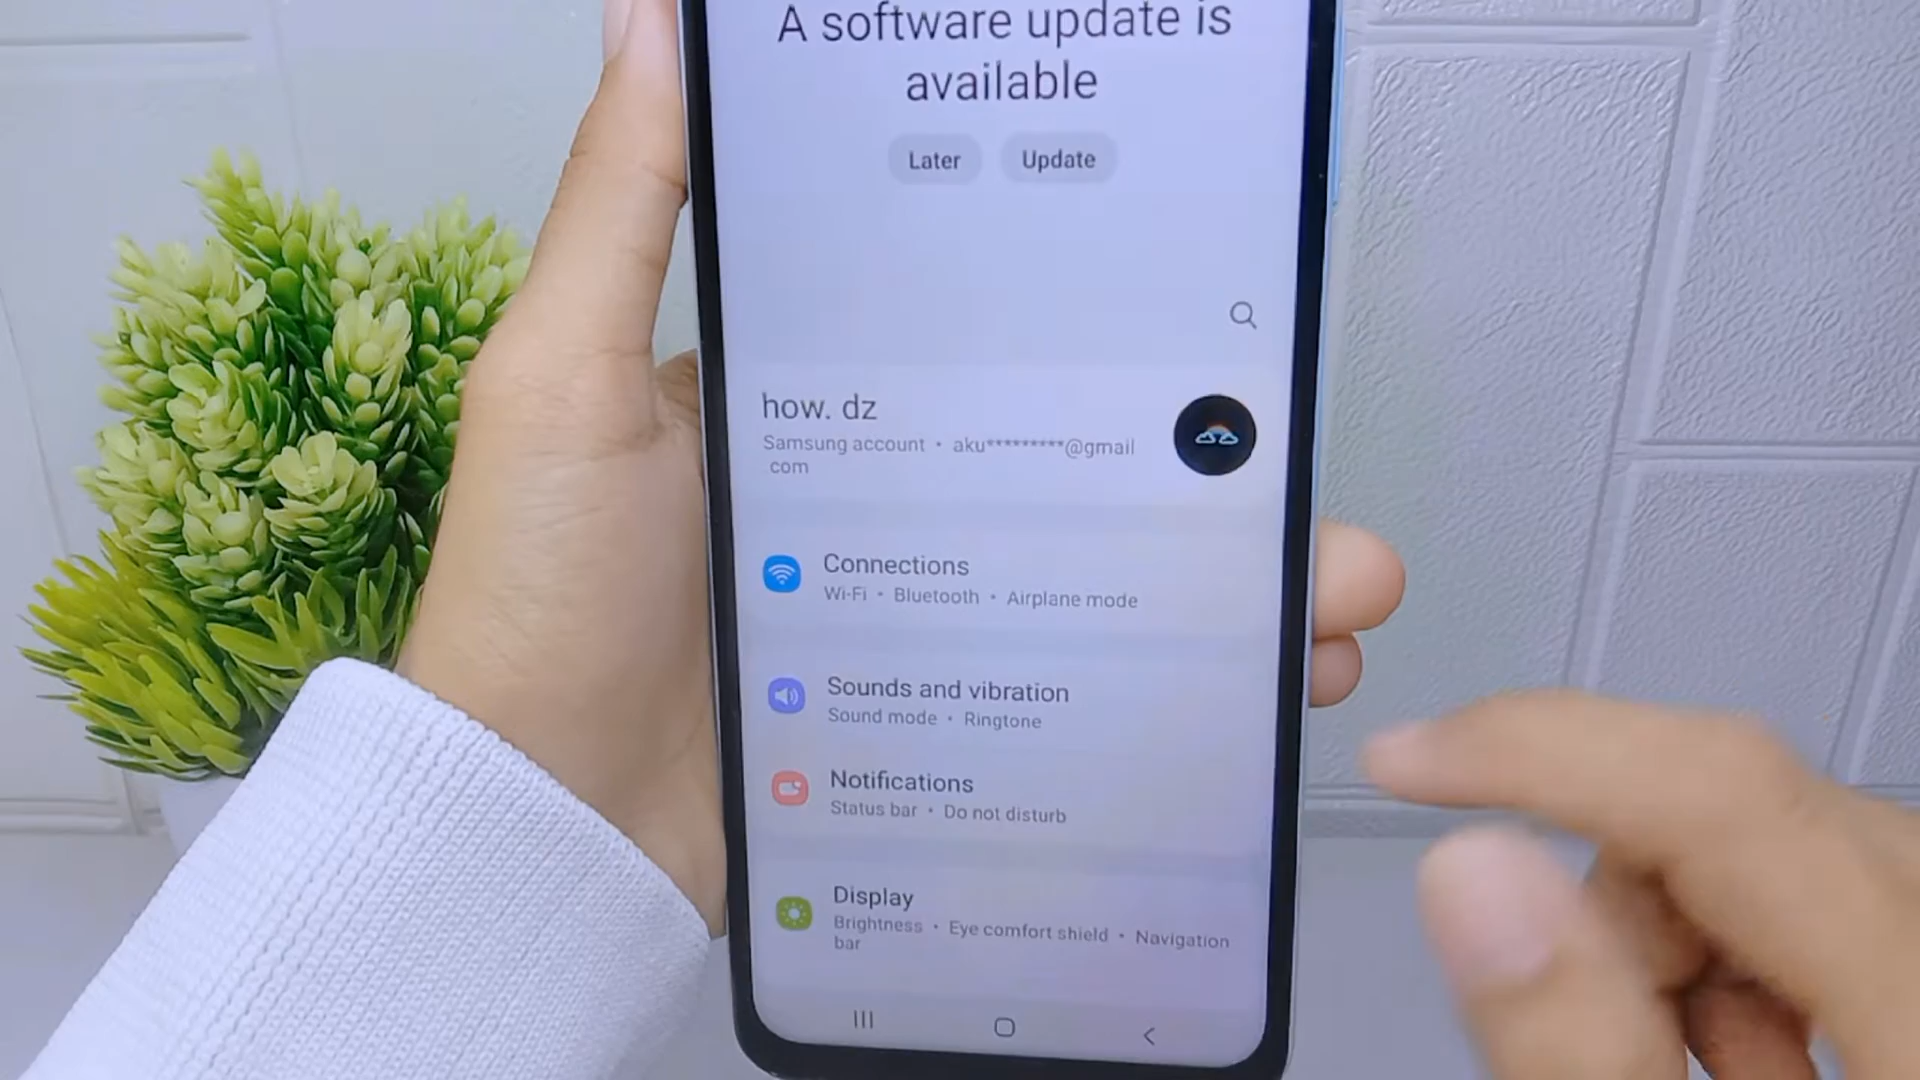 A software update is
available
Later
Update
how. dz
Samsung account • aku*********@gmail
com
Connections
Wi-Fi • Bluetooth • Airplane mode
Sounds and vibration
Sound mode • Ringtone
Notifications
Status bar • Do not disturb
Display
Brightness • Eye comfort shield • Navigation
bar